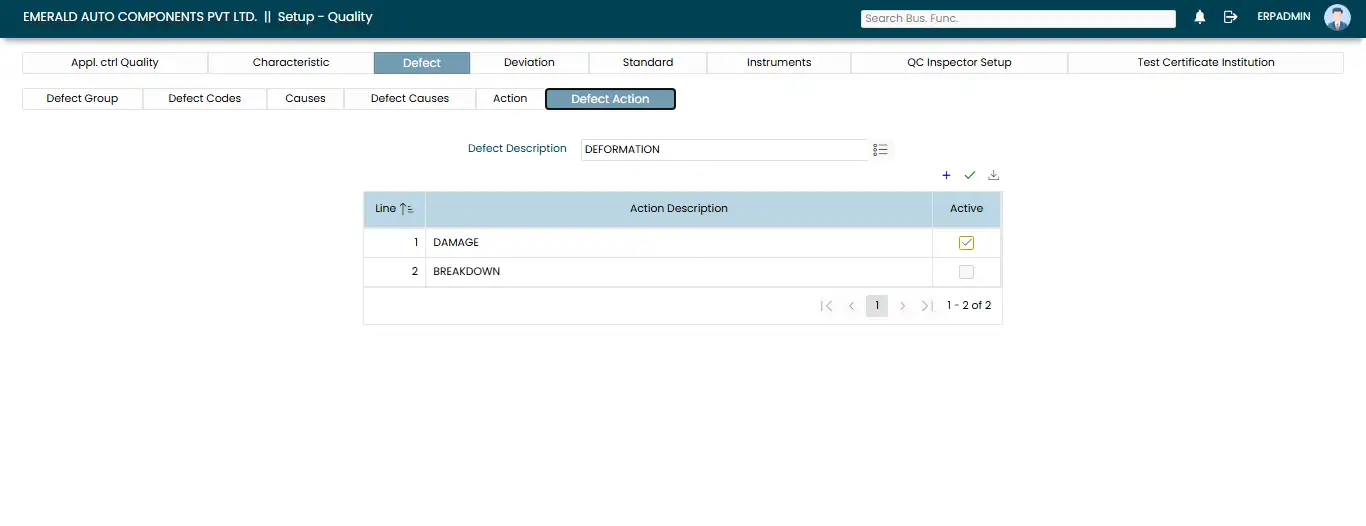 EMERALD AUTO COMPONENTS PVT LTD. || Setup - Quality
Search Bus. Func.
ERPADMIN
Appl. ctrl Quality
Characteristic
Defect
Deviation
Standard
Instruments
QC Inspector Setup
Test Certificate Institution
Defect Group
Defect Codes
Causes
Defect Causes
Action
Defect Action
Defect Description
DEFORMATION
Line
Action Description
Active
1 DAMAGE
2 BREAKDOWN
1
1 - 2 of 2